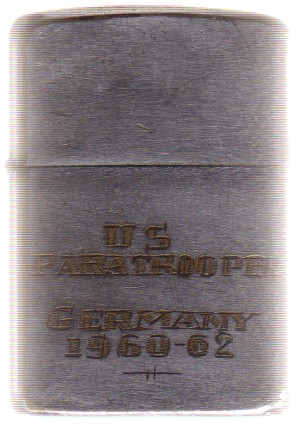 US
PARATROOPER
GERMANY
1960-62